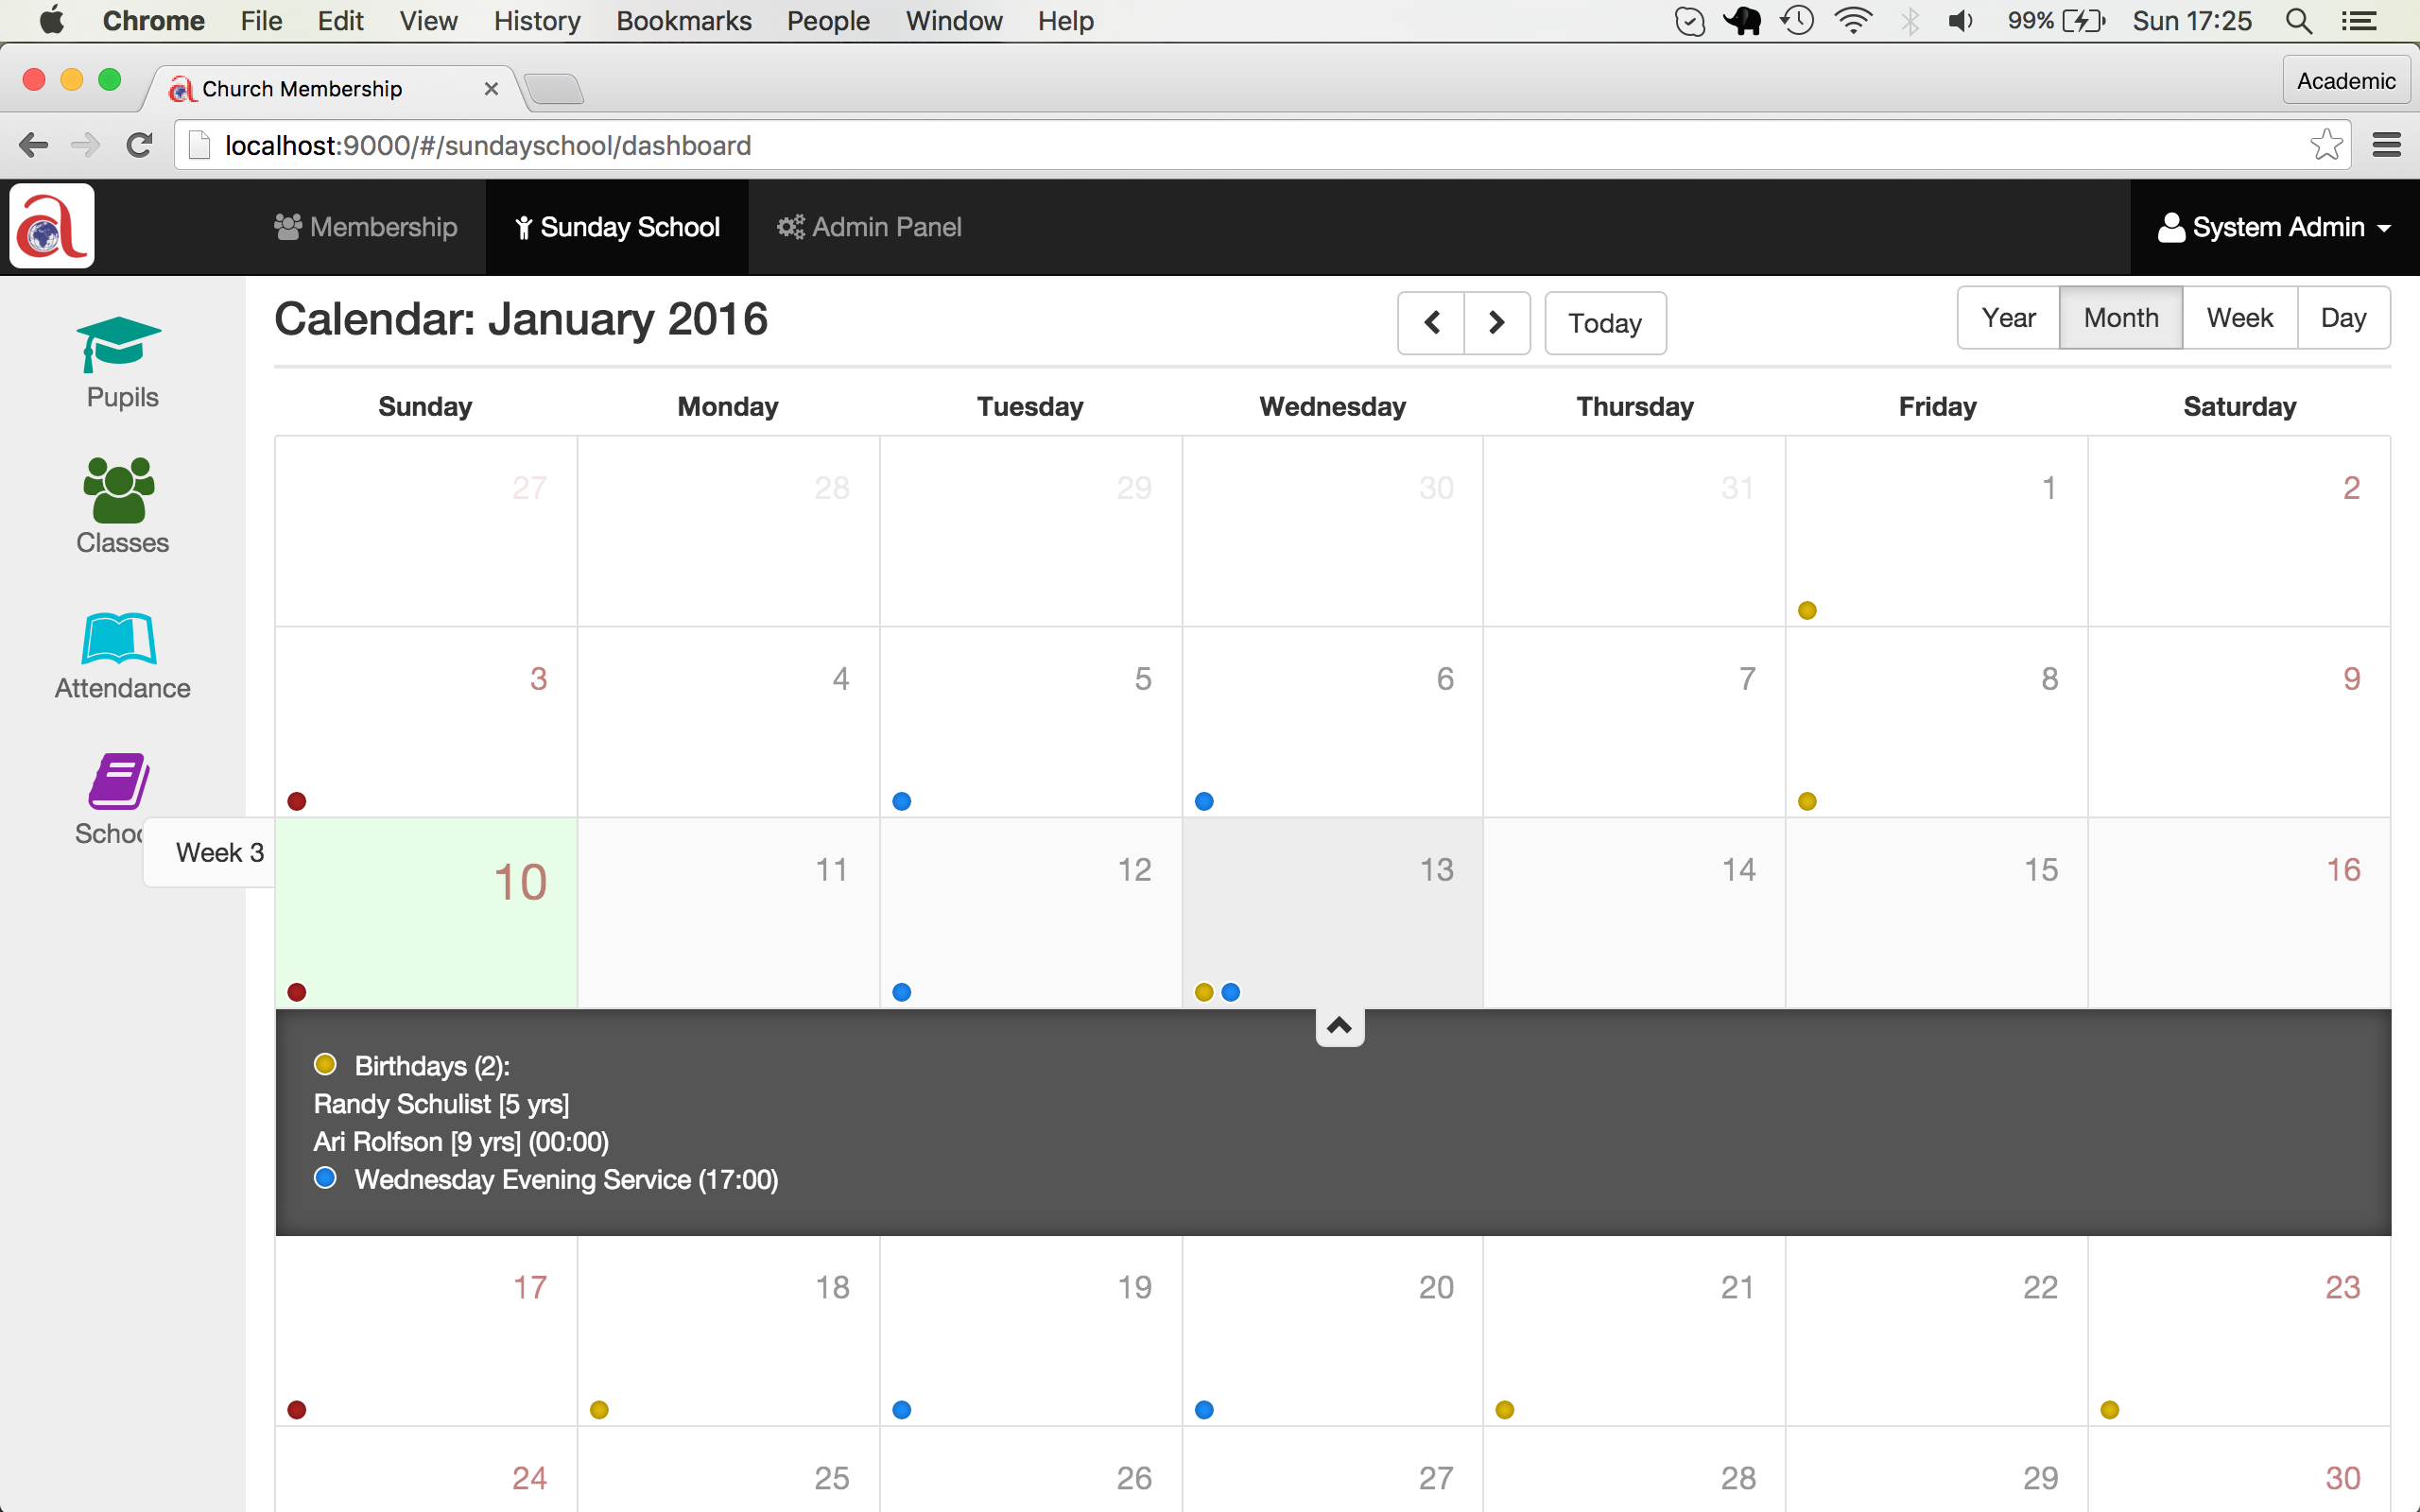 Chrome File Edit View History Bookmarks People Window Help 99% Sun 17:25
Church Membership Academic
localhost:9000/#/sundayschool/dashboard
Membership Sunday School Admin Panel System Admin
Calendar: January 2016 Today Year Month Week Day
Pupils
Classes
Attendance
Schoo
Week 3
Sunday Monday Tuesday Wednesday Thursday Friday Saturday
27 28 29 30 31 1 2
3 4 5 6 7 8 9
10 11 12 13 14 15 16
Birthdays (2):
Randy Schulist [5 yrs]
Ari Rolfson [9 yrs] (00:00)
Wednesday Evening Service (17:00)
17 18 19 20 21 22 23
24 25 26 27 28 29 30